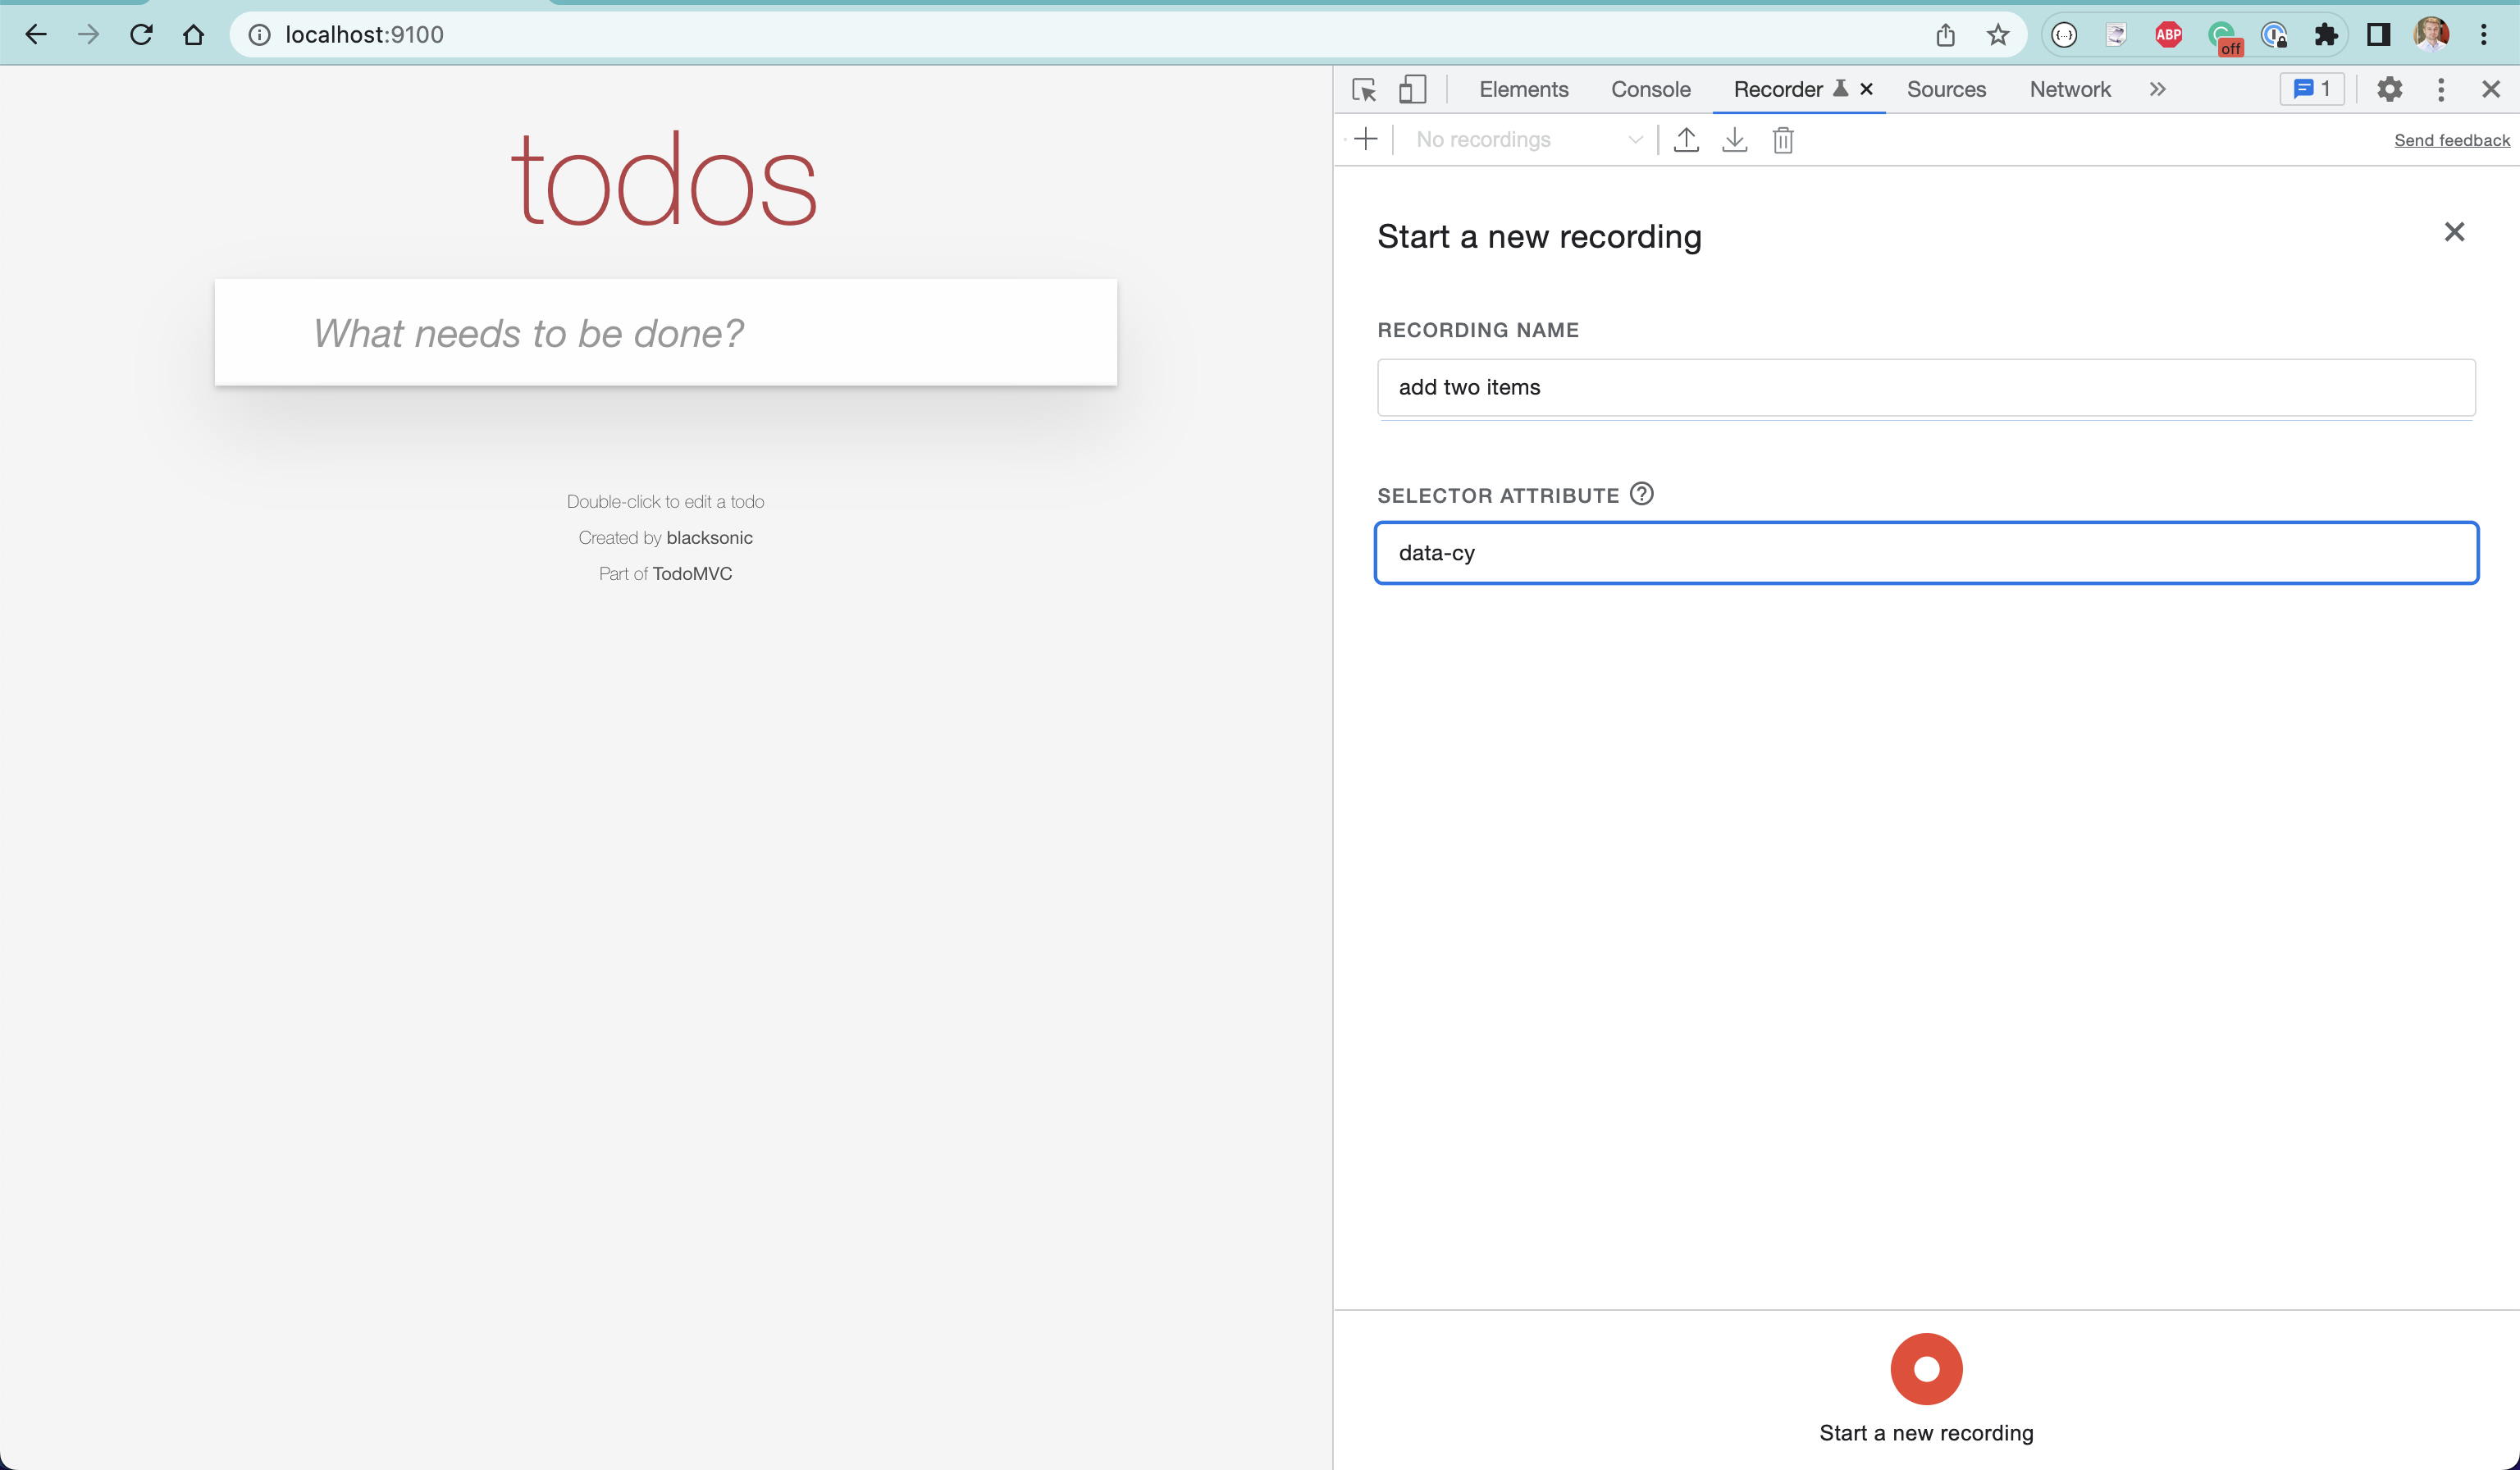 localhost:9100
ABP
off
Elements
Console
Recorder
Sources
Network
1
No recordings
Send feedback
todos
What needs to be done?
Double-click to edit a todo
Created by blacksonic
Part of TodoMVC
Start a new recording
RECORDING NAME
add two items
SELECTOR ATTRIBUTE
data-cy
Start a new recording